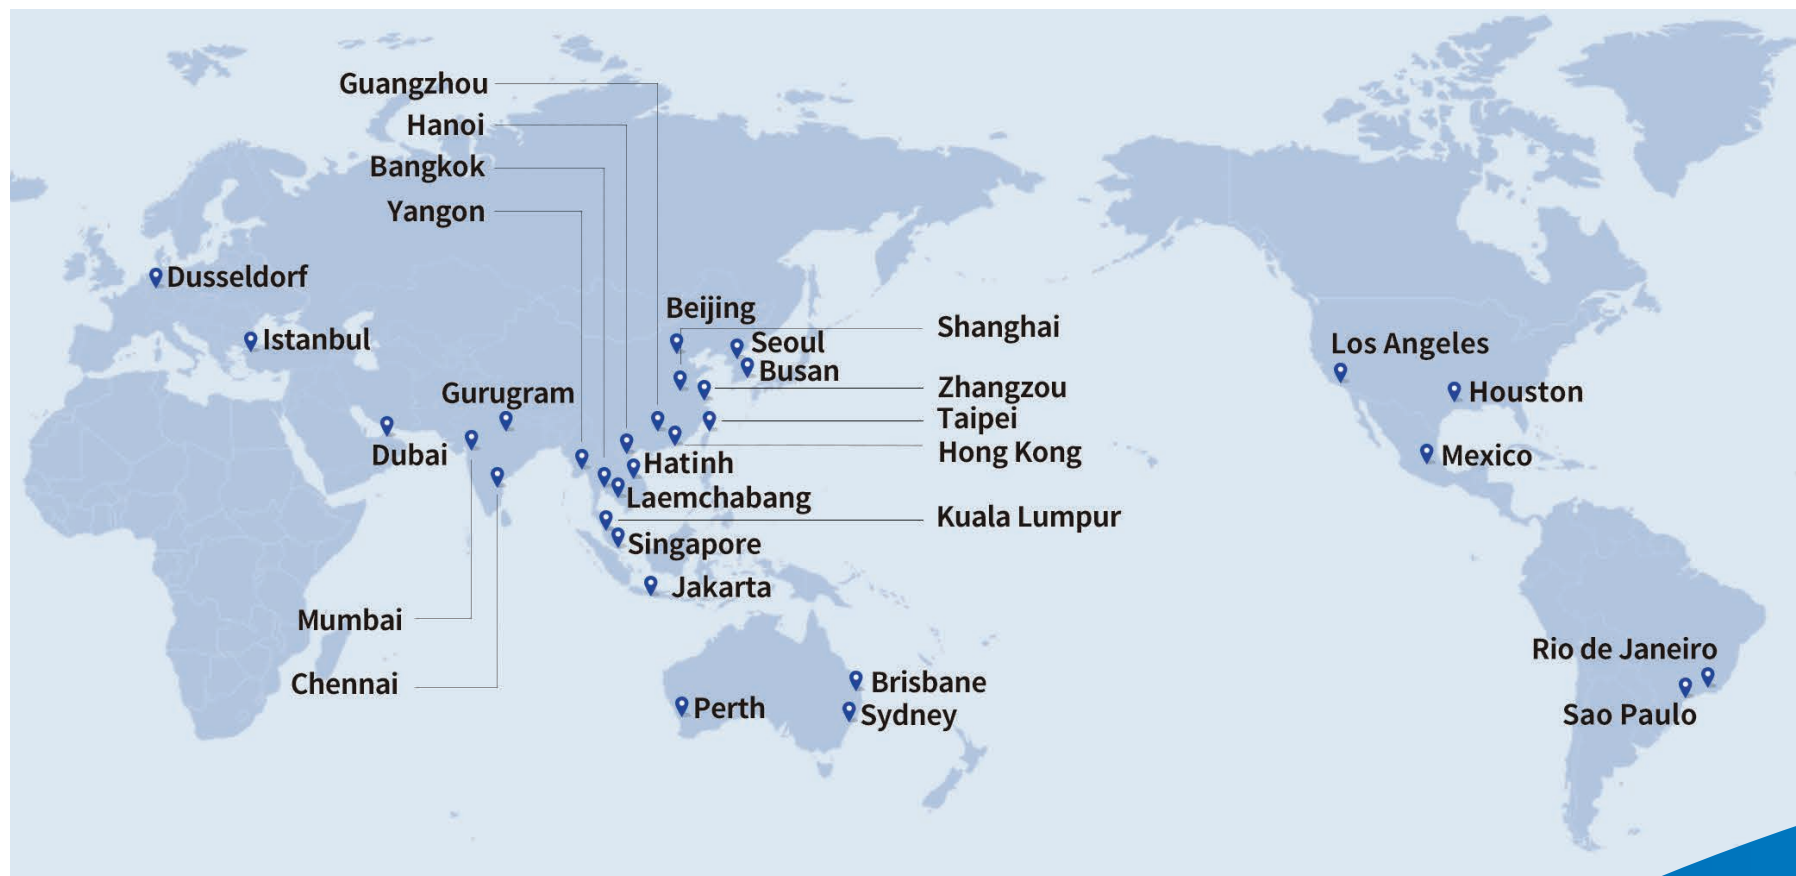 Guangzhou
Hanoi
Bangkok
Yangon
Dusseldorf
Istanbul
Beijing
Shanghai
Seoul
Busan
Los Angeles
Gurugram
Zhangzou
Houston
Taipei
Dubai
Hong Kong
Mexico
Hatinh
Laemchabang
Kuala Lumpur
Singapore
Jakarta
Mumbai
Rio de Janeiro
Chennai
Brisbane
Perth
Sydney
Sao Paulo